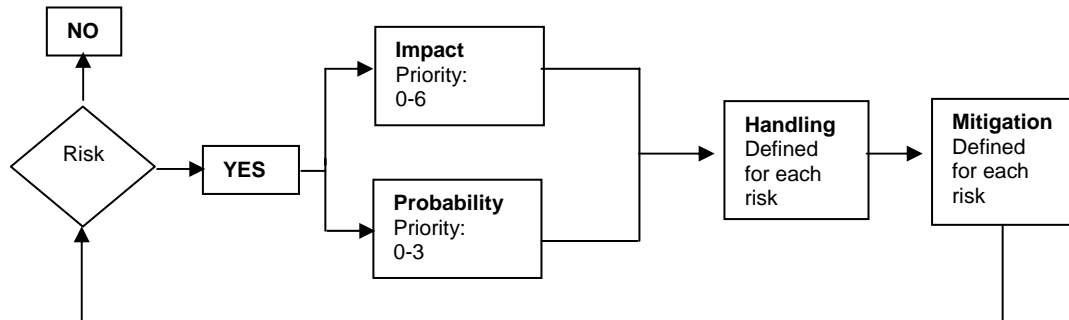 NO
Risk
YES
Impact
Priority:
0-6
Probability
Priority:
0-3
Handling
Defined
for each
risk
Mitigation
Defined
for each
risk